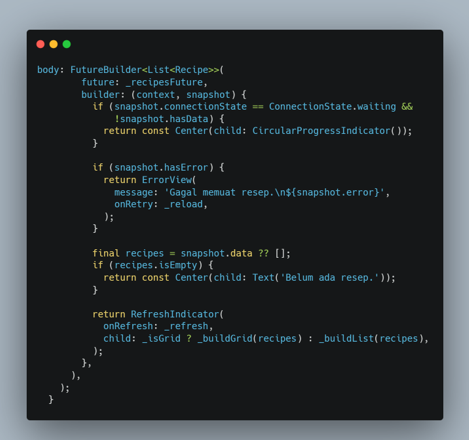 body: FutureBuilder<List<Recipe>>(
        future: _recipesFuture,
        builder: (context, snapshot) {
          if (snapshot.connectionState == ConnectionState.waiting &&
              !snapshot.hasData) {
            return const Center(child: CircularProgressIndicator());
          }

          if (snapshot.hasError) {
            return ErrorView(
              message: 'Gagal memuat resep.\n${snapshot.error}',
              onRetry: _reload,
            );
          }

          final recipes = snapshot.data ?? [];
          if (recipes.isEmpty) {
            return const Center(child: Text('Belum ada resep.'));
          }

          return RefreshIndicator(
            onRefresh: _refresh,
            child: _isGrid ? _buildGrid(recipes) : _buildList(recipes),
          );
        },
      ),
    );
  }